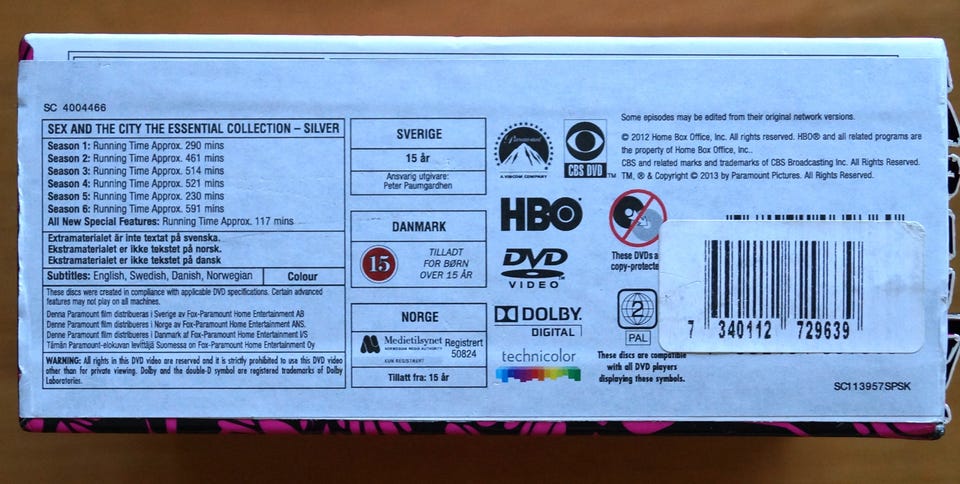 SC 4004466
SEX AND THE CITY THE ESSENTIAL COLLECTION – SILVER
Season 1: Running Time Approx. 290 mins
Season 2: Running Time Approx. 461 mins
Season 3: Running Time Approx. 514 mins
Season 4: Running Time Approx. 521 mins
Season 5: Running Time Approx. 230 mins
Season 6: Running Time Approx. 591 mins
All New Special Features: Running Time Approx. 117 mins
Extramaterialet är inte textat på svenska.
Ekstramaterialet er ikke tekstet på norsk.
Ekstramaterialet er ikke tekstet på dansk
Subtitles: English, Swedish, Danish, Norwegian
Colour
These discs were created in compliance with applicable DVD specifications. Certain advanced
features may not play on all machines.
Denna Paramount film distribueras i Sverige av Fox-Paramount Home Entertainment AB
Denne Paramount film distribueres i Norge av Fox-Paramount Home Entertainment ANS.
Denne Paramount film distribueres i Danmark af Fox-Paramount Home Entertainment I/S
Tämän Paramount-elokuvan levittäjä Suomessa on Fox-Paramount Home Entertainment Oy
WARNING: All rights in this DVD video are reserved and it is strictly prohibited to use this DVD video
other than for private viewing. Dolby and the double-D symbol are registered trademarks of Dolby
Laboratories.
SVERIGE
15 år
Ansvarig utgivare:
Peter Paumgardhen
DANMARK
15
TILLADT
FOR BØRN
OVER 15 ÅR
NORGE
Medietilsynet
NORWEGIAN MEDIA AUTHORITY
Registrert
50824
KUN REGISTRERT
Tillatt fra: 15 år
Paramount
A VIACOM COMPANY
CBS DVD
TM
HBO
DVD
VIDEO
DOLBY
DIGITAL
technicolor
Some episodes may be edited from their original network versions.
© 2012 Home Box Office, Inc. All rights reserved. HBO® and all related programs are
the property of Home Box Office, Inc..
CBS and related marks and trademarks of CBS Broadcasting Inc. All Rights Reserved.
TM, ® & Copyright © 2013 by Paramount Pictures. All Rights Reserved.
These DVDs a
copy-protecte
2
PAL
These discs are compatible
with all DVD players
displaying these symbols.
7 340112 729639
SC113957SPSK